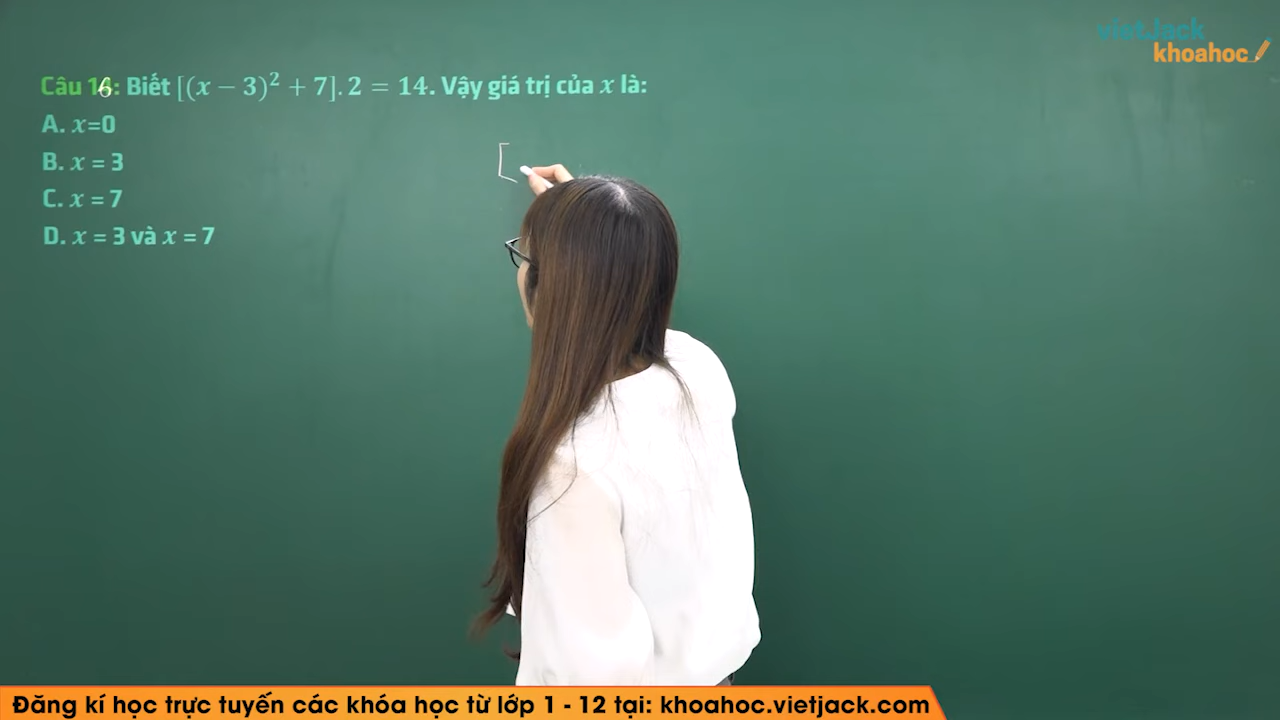 vietJack
khoahoc
Câu 16: Biết [(x − 3)² + 7]. 2 = 14. Vậy giá trị của x là:
A. x=0
B. x = 3
C. x = 7
D. x = 3 và x = 7
[
Đăng kí học trực tuyến các khóa học từ lớp 1 - 12 tại: khoahoc.vietjack.com